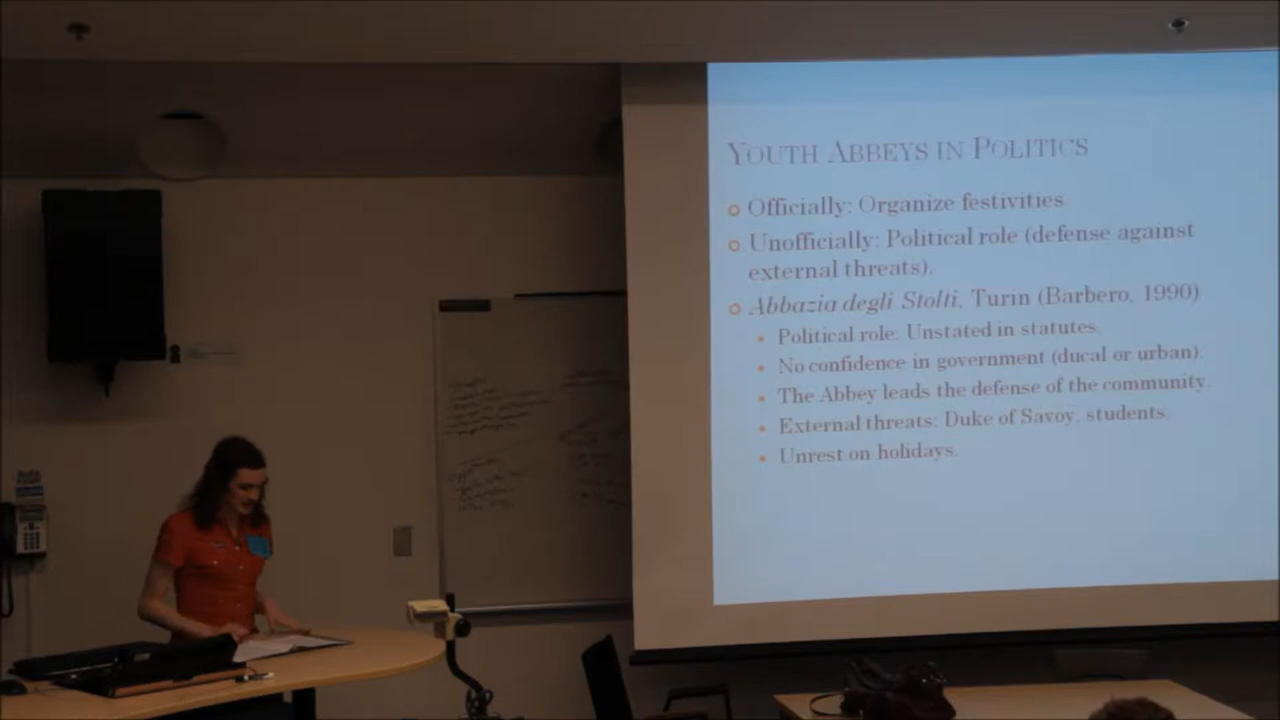 YOUTH ABBEYS IN POLITICS
Officially: Organize festivities.
Unofficially: Political role (defense against
external threats).
Abbazia degli Stolti, Turin (Barbero, 1990)
Political role: Unstated in statutes.
No confidence in government (ducal or urban).
The Abbey leads the defense of the community.
External threats: Duke of Savoy, students.
Unrest on holidays.